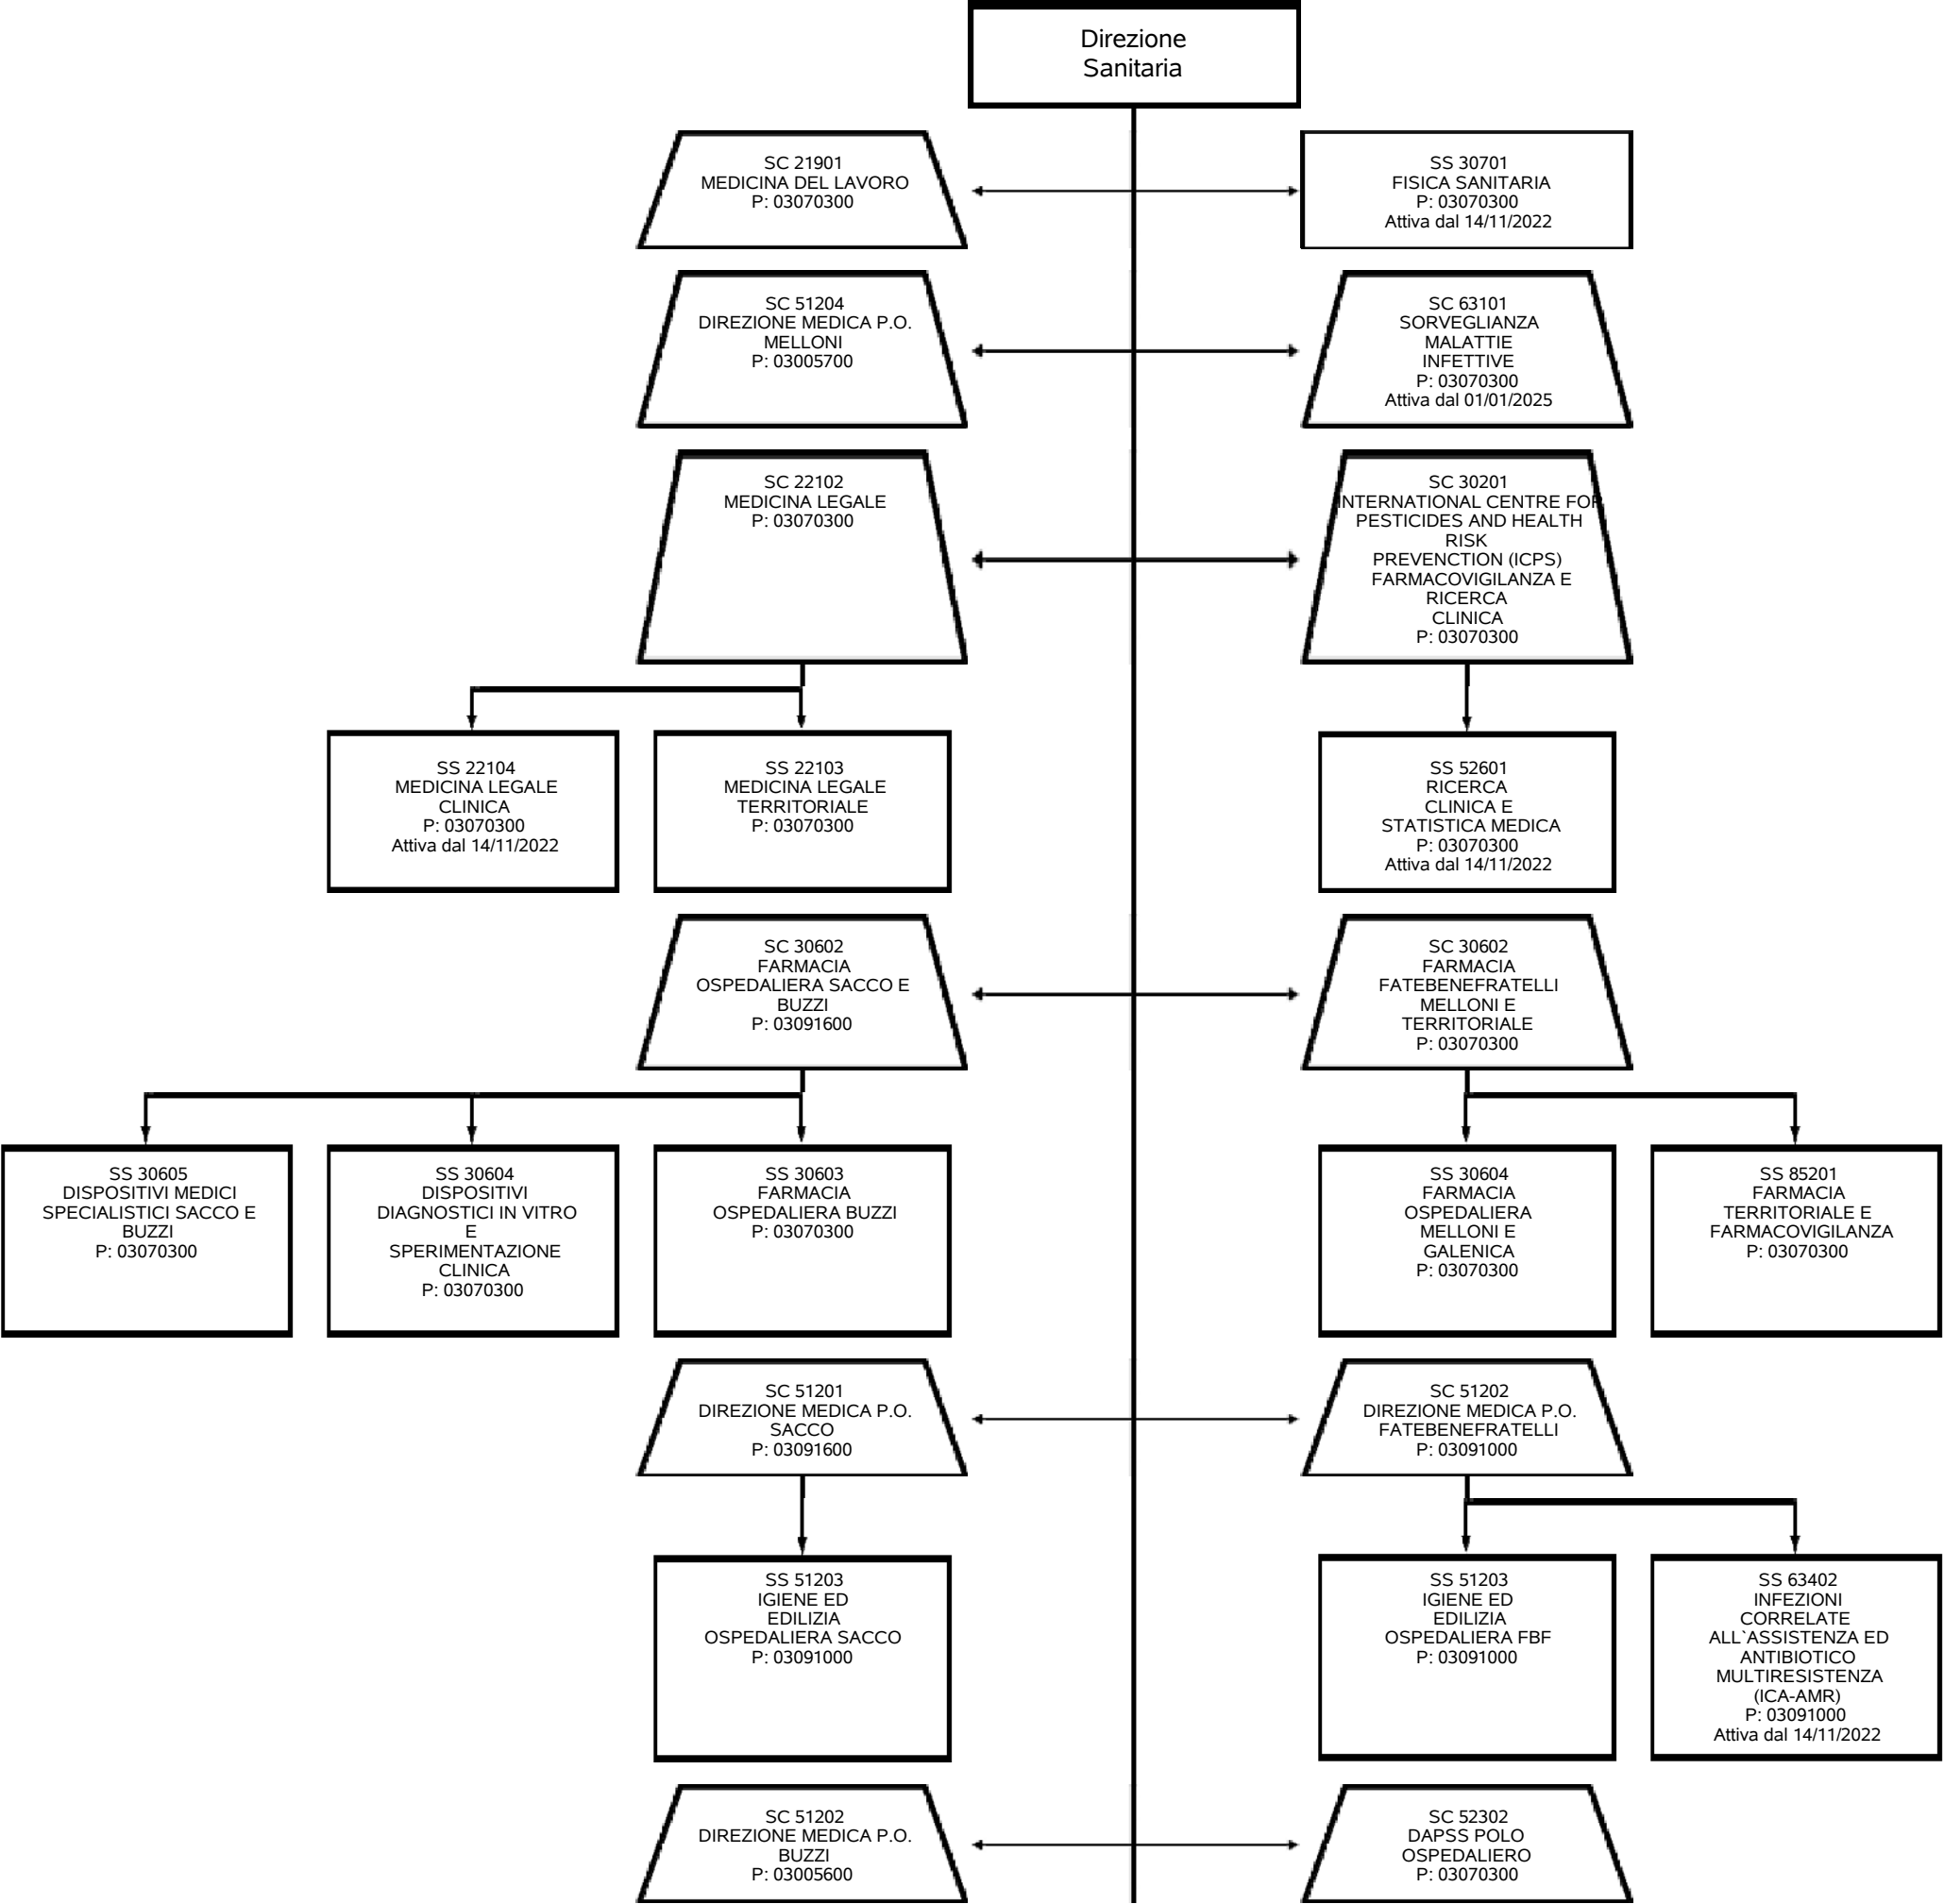 Direzione
Sanitaria
SC 21901
MEDICINA DEL LAVORO
P: 03070300
SS 30701
FISICA SANITARIA
P: 03070300
Attiva dal 14/11/2022
SC 51204
DIREZIONE MEDICA P.O.
MELLONI
P: 03005700
SC 63101
SORVEGLIANZA
MALATTIE
INFETTIVE
P: 03070300
Attiva dal 01/01/2025
SC 22102
MEDICINA LEGALE
P: 03070300
SC 30201
INTERNATIONAL CENTRE FOR
PESTICIDES AND HEALTH
RISK
PREVENCTION (ICPS)
FARMACOVIGILANZA E
RICERCA
CLINICA
P: 03070300
SS 22104
MEDICINA LEGALE
CLINICA
P: 03070300
Attiva dal 14/11/2022
SS 22103
MEDICINA LEGALE
TERRITORIALE
P: 03070300
SS 52601
RICERCA
CLINICA E
STATISTICA MEDICA
P: 03070300
Attiva dal 14/11/2022
SC 30602
FARMACIA
OSPEDALIERA SACCO E
BUZZI
P: 03091600
SC 30602
FARMACIA
FATEBENEFRATELLI
MELLONI E
TERRITORIALE
P: 03070300
SS 30605
DISPOSITIVI MEDICI
SPECIALISTICI SACCO E
BUZZI
P: 03070300
SS 30604
DISPOSITIVI
DIAGNOSTICI IN VITRO
E
SPERIMENTAZIONE
CLINICA
P: 03070300
SS 30603
FARMACIA
OSPEDALIERA BUZZI
P: 03070300
SS 30604
FARMACIA
OSPEDALIERA
MELLONI E
GALENICA
P: 03070300
SS 85201
FARMACIA
TERRITORIALE E
FARMACOVIGILANZA
P: 03070300
SC 51201
DIREZIONE MEDICA P.O.
SACCO
P: 03091600
SC 51202
DIREZIONE MEDICA P.O.
FATEBENEFRATELLI
P: 03091000
SS 51203
IGIENE ED
EDILIZIA
OSPEDALIERA SACCO
P: 03091000
SS 51203
IGIENE ED
EDILIZIA
OSPEDALIERA FBF
P: 03091000
SS 63402
INFEZIONI
CORRELATE
ALL`ASSISTENZA ED
ANTIBIOTICO
MULTIRESISTENZA
(ICA-AMR)
P: 03091000
Attiva dal 14/11/2022
SC 51202
DIREZIONE MEDICA P.O.
BUZZI
P: 03005600
SC 52302
DAPSS POLO
OSPEDALIERO
P: 03070300